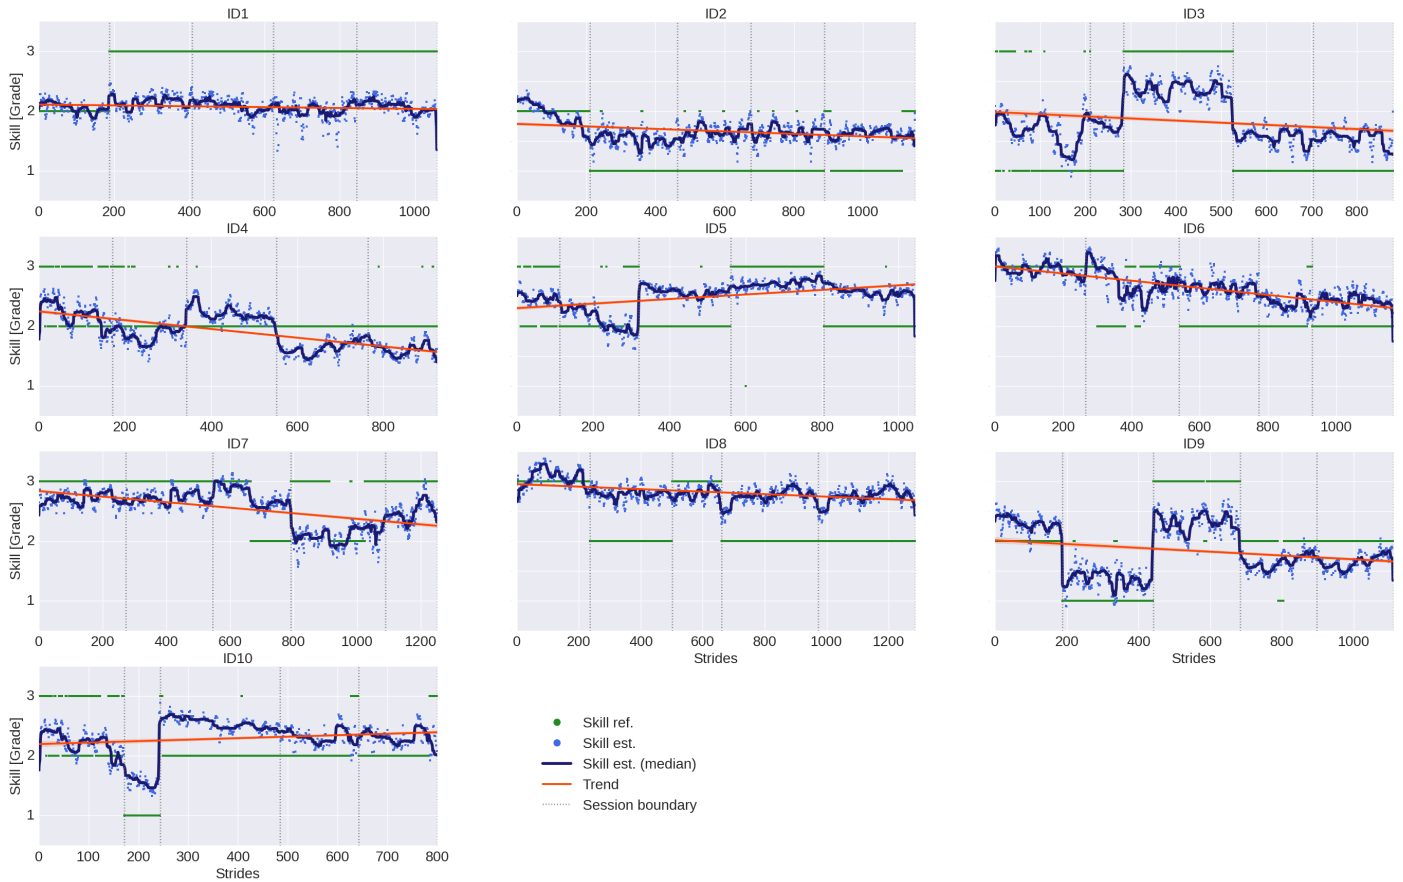 ID1
ID2
ID3
Skill [Grade]
3
2
1
0 200 400 600 800 1000
0 200 400 600 800 1000
0 100 200 300 400 500 600 700 800
ID4
ID5
ID6
Skill [Grade]
3
2
1
0 200 400 600 800
0 200 400 600 800 1000
0 200 400 600 800 1000
ID7
ID8
ID9
Skill [Grade]
3
2
1
0 200 400 600 800 1000 1200
0 200 400 600 800 1000 1200
0 200 400 600 800 1000
Strides
Strides
ID10
Skill [Grade]
3
2
1
0 100 200 300 400 500 600 700 800
Strides
Skill ref.
Skill est.
Skill est. (median)
Trend
Session boundary